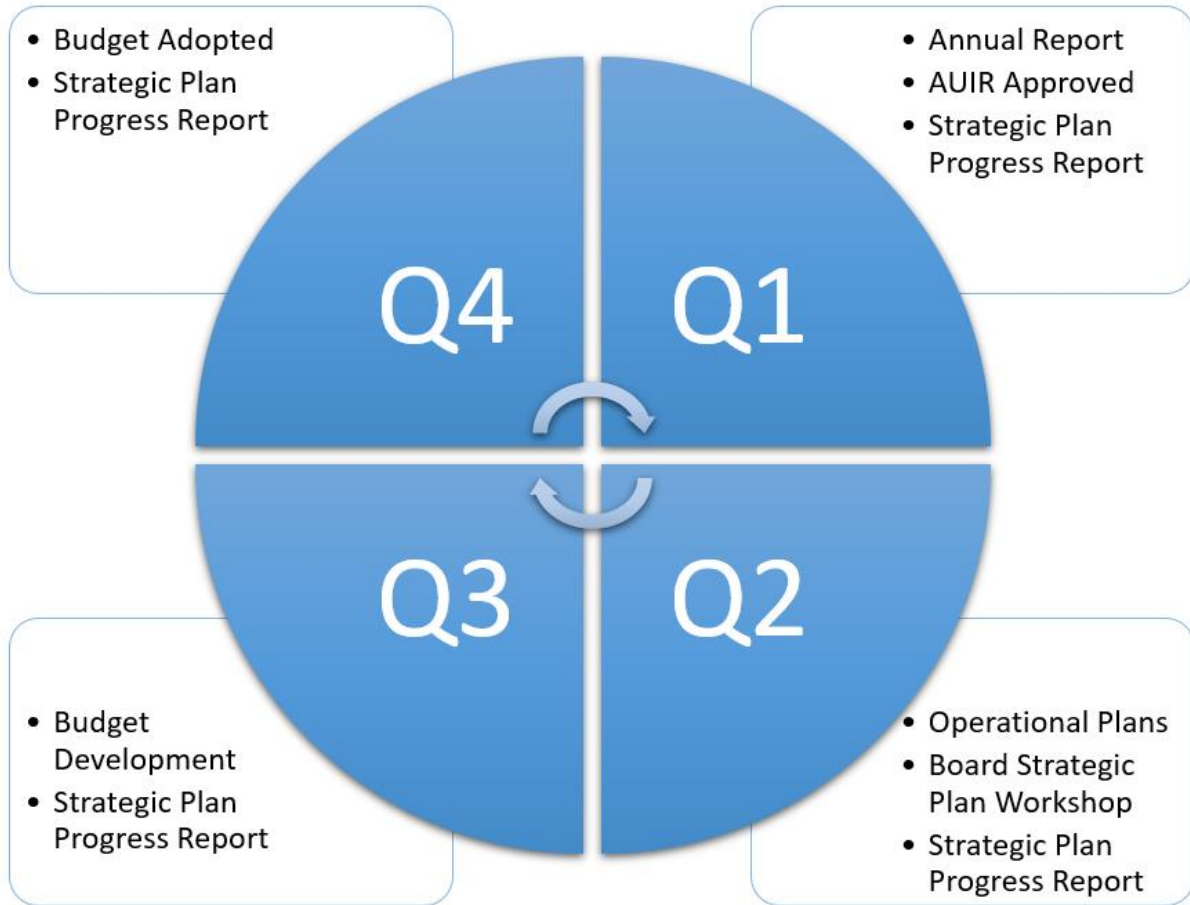 • Budget Adopted
• Strategic Plan
Progress Report
• Annual Report
• AUIR Approved
• Strategic Plan
Progress Report
Q4
Q1
Q3
Q2
• Budget
Development
• Strategic Plan
Progress Report
• Operational Plans
• Board Strategic
Plan Workshop
• Strategic Plan
Progress Report